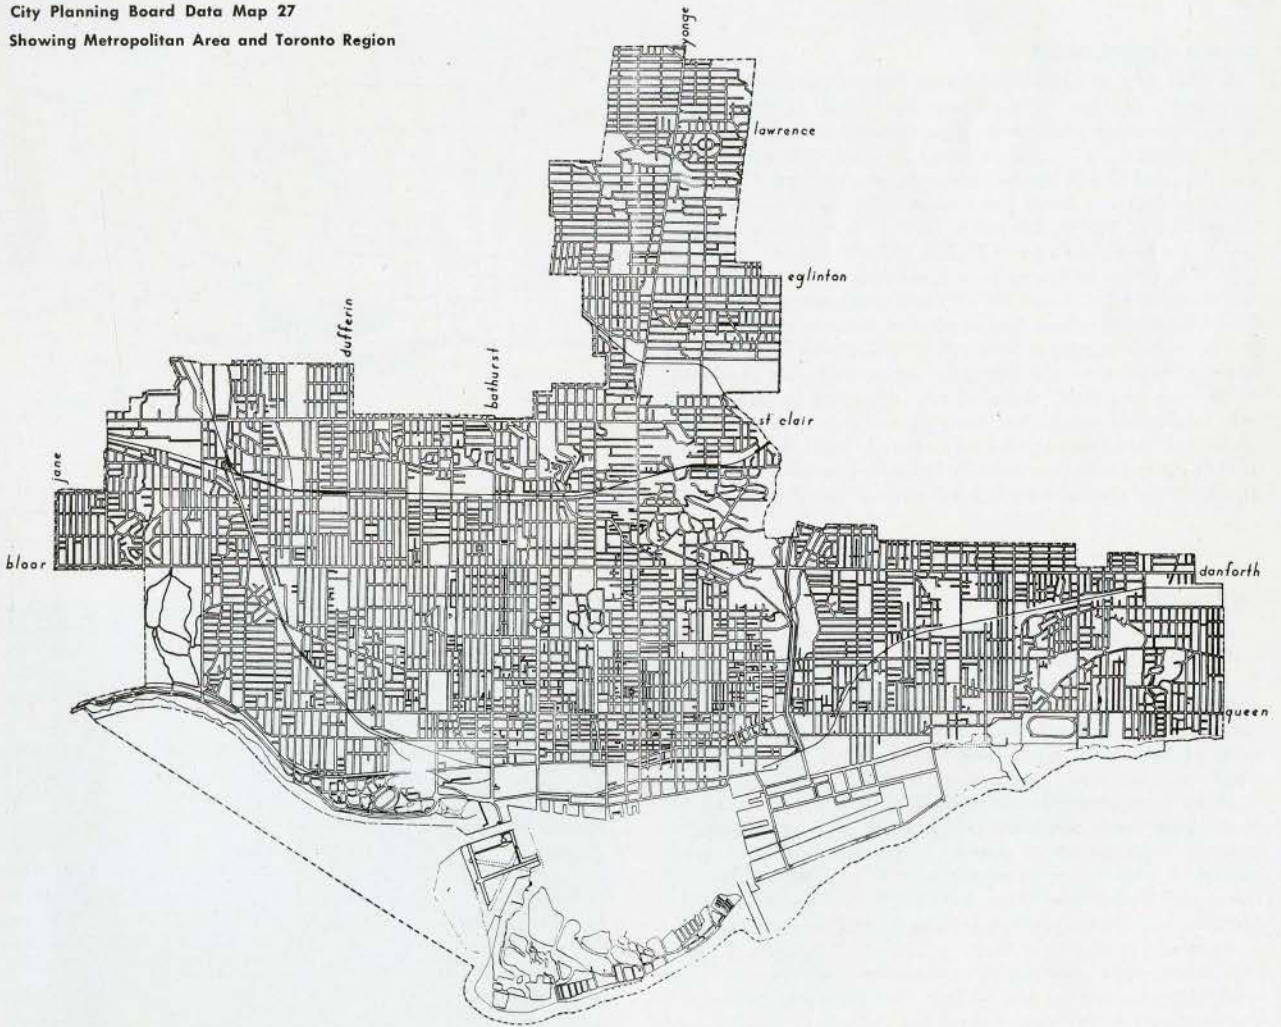 City Planning Board Data Map 27
Showing Metropolitan Area and Toronto Region
yonge
lawrence
eglinton
dufferin
bathurst
st clair
jane
bloor
danforth
queen